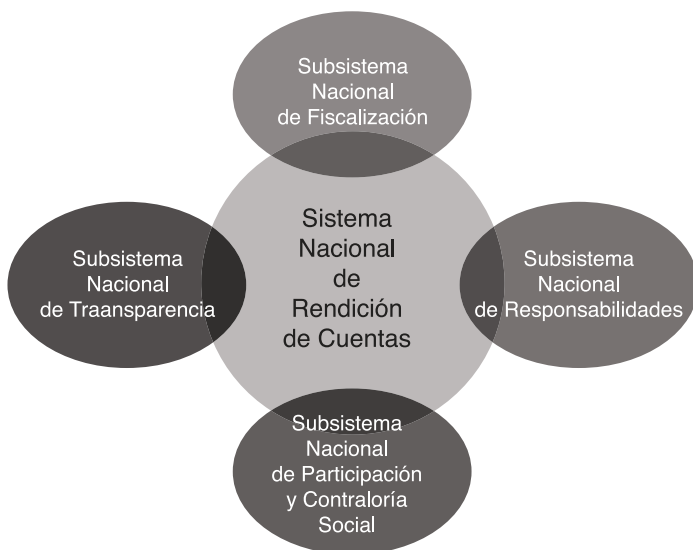 Subsistema
Nacional
de Fiscalización
Sistema
Nacional
de
Rendición
de Cuentas
Subsistema
Nacional
de Traansparencia
Subsistema
Nacional
de Responsabilidades
Subsistema
Nacional
de Participación
y Contraloría
Social